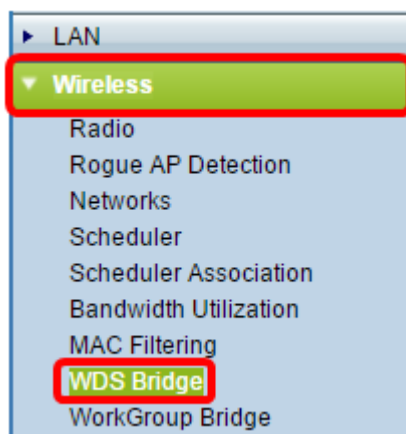 LAN
Wireless
Radio
Rogue AP Detection
Networks
Scheduler
Scheduler Association
Bandwidth Utilization
MAC Filtering
WDS Bridge
WorkGroup Bridge